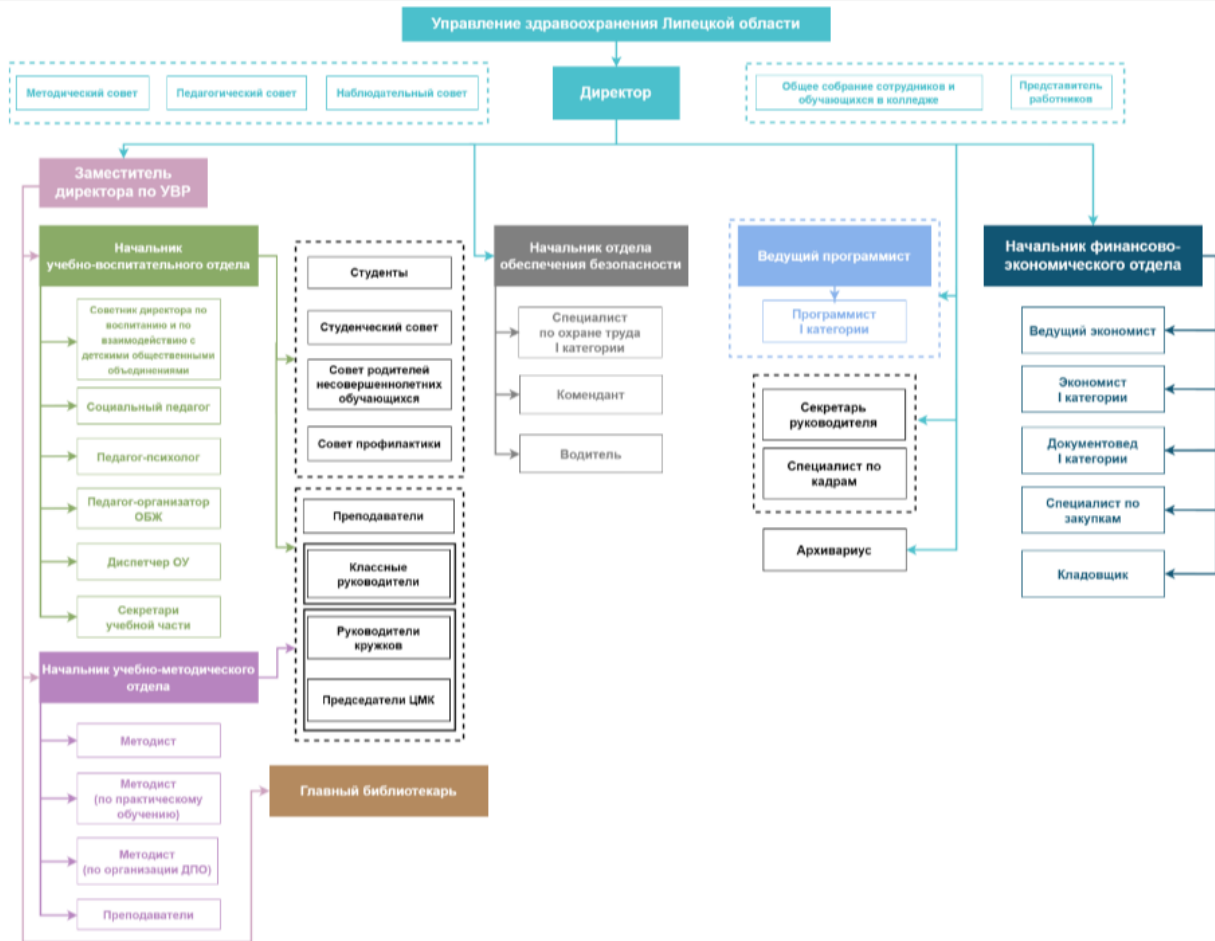 Управление здравоохранения Липецкой области
Методический совет
Педагогический совет
Наблюдательный совет
Директор
Общее собрание сотрудников и
обучающихся в колледже
Представитель
работников
Заместитель
директора по УВР
Начальник
учебно-воспитательного отдела
Советник директора по
воспитанию и по
взаимодействию с
детскими общественными
объединениями
Социальный педагог
Педагог-психолог
Педагог-организатор
ОБЖ
Диспетчер ОУ
Секретари
учебной части
Начальник учебно-методического
отдела
Методист
Методист
(по практическому
обучению)
Методист
(по организации ДПО)
Преподаватели
Студенты
Студенческий совет
Совет родителей
несовершеннолетних
обучающихся
Совет профилактики
Преподаватели
Классные
руководители
Руководители
кружков
Председатели ЦМК
Главный библиотекарь
Начальник отдела
обеспечения безопасности
Специалист
по охране труда
I категории
Комендант
Водитель
Ведущий программист
Программист
I категории
Секретарь
руководителя
Специалист по
кадрам
Архивариус
Начальник финансово-
экономического отдела
Ведущий экономист
Экономист
I категории
Документовед
I категории
Специалист по
закупкам
Кладовщик